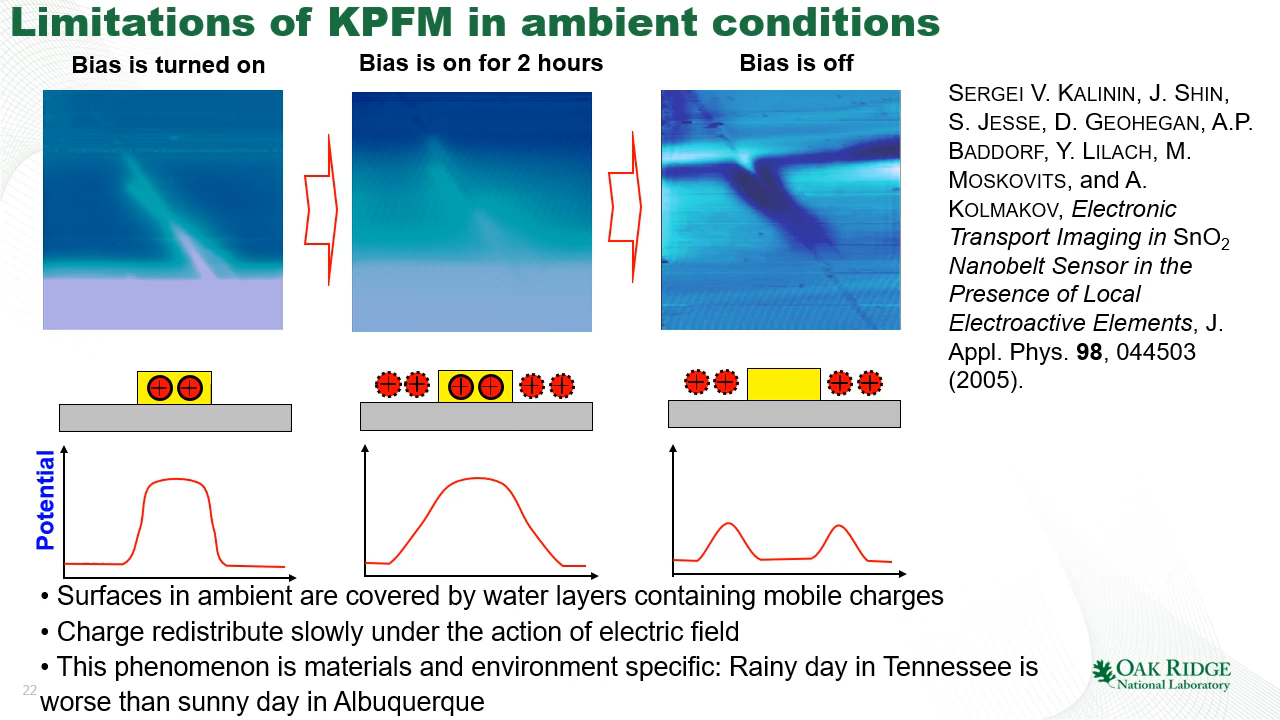 Limitations of KPFM in ambient conditions
Bias is turned on
Bias is on for 2 hours
Bias is off
SERGEI V. KALININ, J. SHIN,
S. JESSE, D. GEOHEGAN, A.P.
BADDORF, Y. LILACH, M.
MOSKOVITS, and A.
KOLMAKOV, Electronic
Transport Imaging in SnO₂
Nanobelt Sensor in the
Presence of Local
Electroactive Elements, J.
Appl. Phys. 98, 044503
(2005).
Potential
• Surfaces in ambient are covered by water layers containing mobile charges
• Charge redistribute slowly under the action of electric field
• This phenomenon is materials and environment specific: Rainy day in Tennessee is
worse than sunny day in Albuquerque
22
OAK RIDGE
National Laboratory